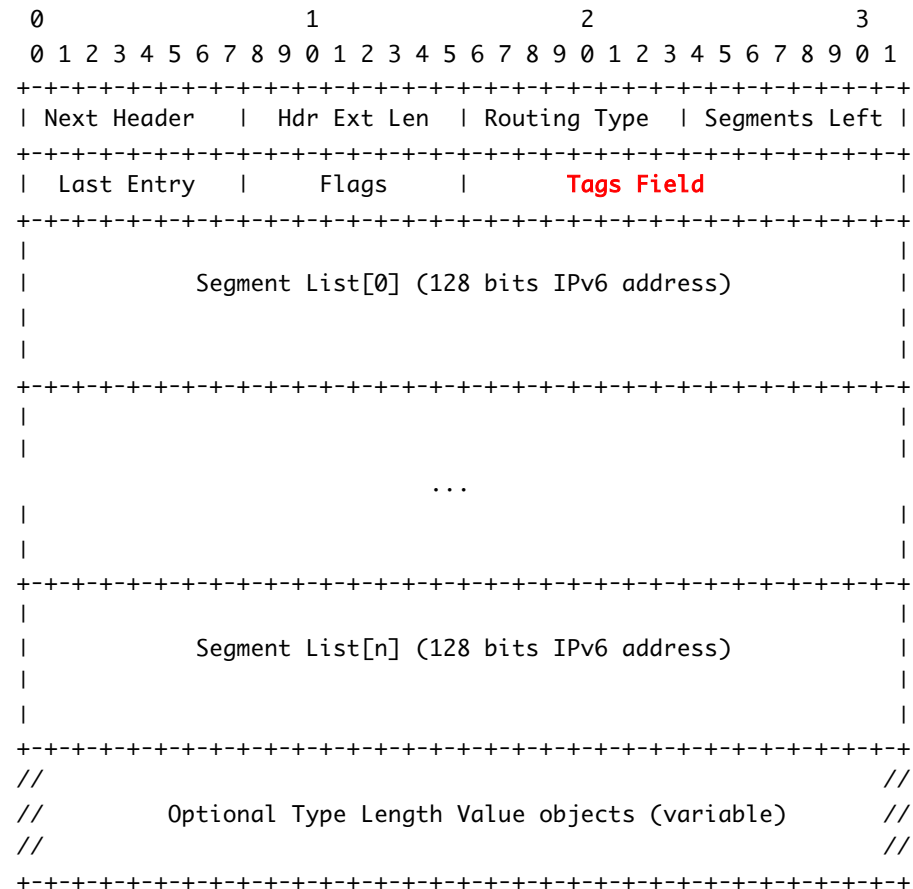 0                   1                   2                   3
0 1 2 3 4 5 6 7 8 9 0 1 2 3 4 5 6 7 8 9 0 1 2 3 4 5 6 7 8 9 0 1
+-+-+-+-+-+-+-+-+-+-+-+-+-+-+-+-+-+-+-+-+-+-+-+-+-+-+-+-+-+-+-+-+
| Next Header   |  Hdr Ext Len  | Routing Type  | Segments Left |
+-+-+-+-+-+-+-+-+-+-+-+-+-+-+-+-+-+-+-+-+-+-+-+-+-+-+-+-+-+-+-+-+
|  Last Entry   |     Flags     |       Tags Field              |
+-+-+-+-+-+-+-+-+-+-+-+-+-+-+-+-+-+-+-+-+-+-+-+-+-+-+-+-+-+-+-+-+
|                                                               |
|            Segment List[0] (128 bits IPv6 address)            |
|                                                               |
|                                                               |
+-+-+-+-+-+-+-+-+-+-+-+-+-+-+-+-+-+-+-+-+-+-+-+-+-+-+-+-+-+-+-+-+
|                                                               |
|                                                               |
...
|                                                               |
|                                                               |
+-+-+-+-+-+-+-+-+-+-+-+-+-+-+-+-+-+-+-+-+-+-+-+-+-+-+-+-+-+-+-+-+
|                                                               |
|            Segment List[n] (128 bits IPv6 address)            |
|                                                               |
|                                                               |
+-+-+-+-+-+-+-+-+-+-+-+-+-+-+-+-+-+-+-+-+-+-+-+-+-+-+-+-+-+-+-+-+
//                                                             //
//         Optional Type Length Value objects (variable)       //
//                                                             //
+-+-+-+-+-+-+-+-+-+-+-+-+-+-+-+-+-+-+-+-+-+-+-+-+-+-+-+-+-+-+-+-+